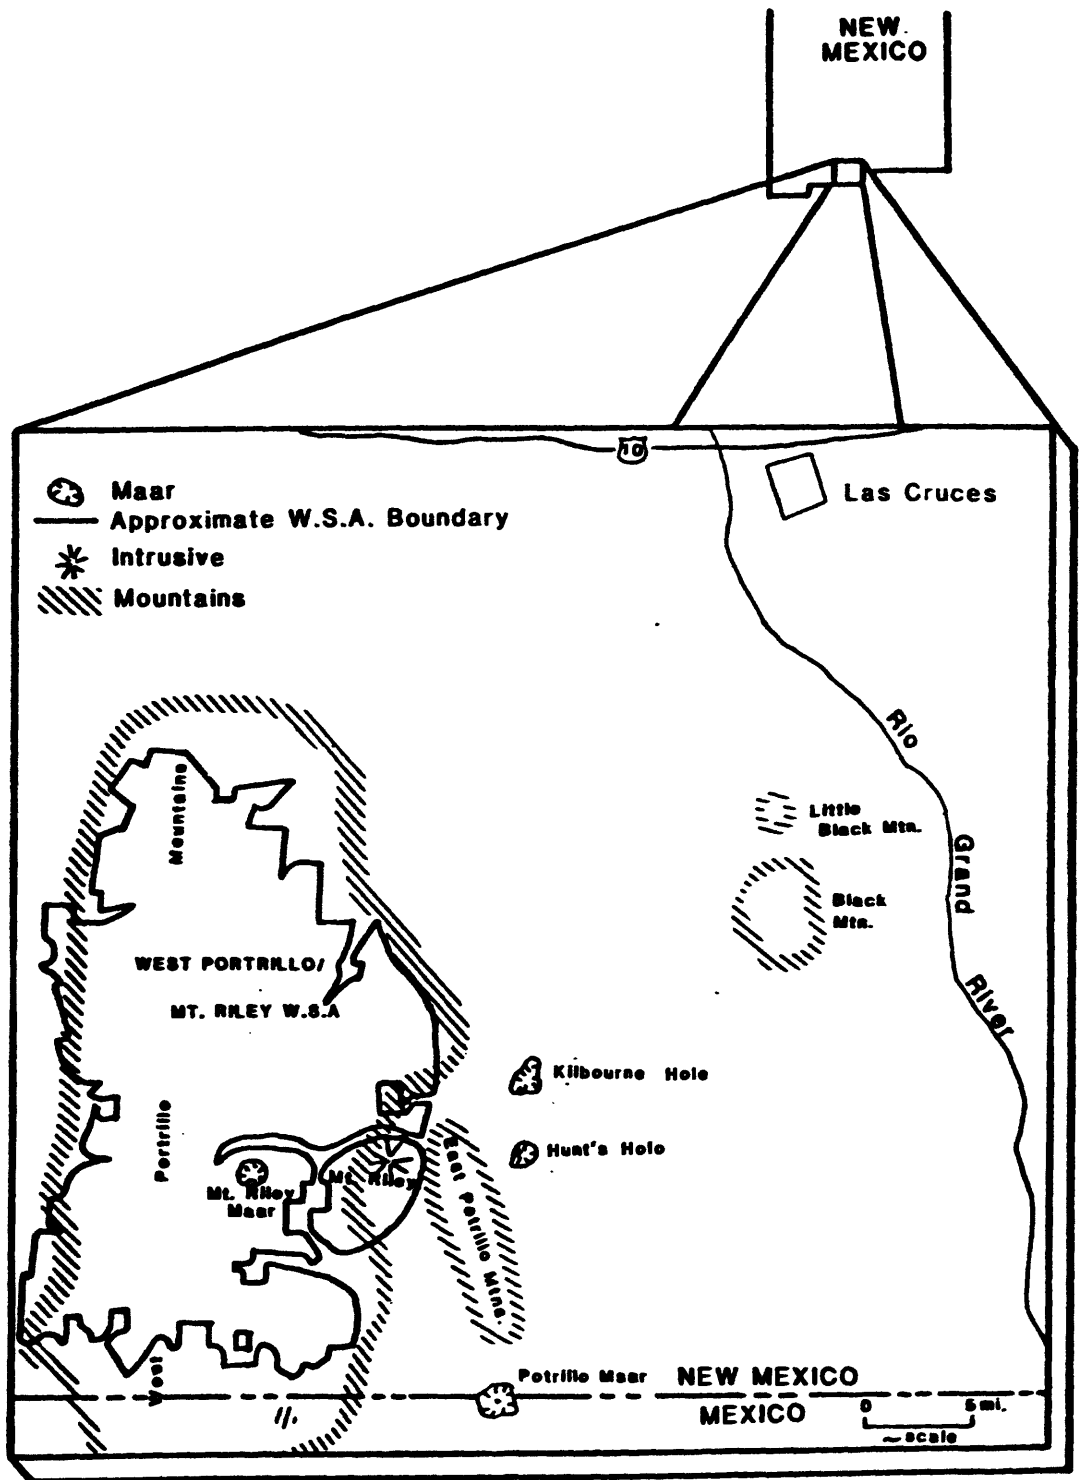 NEW
MEXICO
10
Las Cruces
Maar
Approximate W.S.A. Boundary
Intrusive
Mountains
Rio
Grand
River
Little
Black Mtn.
Black
Mtn.
Mountains
WEST PORTRILLO/
MT. RILEY W.S.A
Kilbourne Hole
Hunt's Holo
Portrillo
Mt. Riley
Mt. Riley
Maar
East Potrillo Mtns.
West
Potrillo Maar
NEW MEXICO
MEXICO
0 5 mi.
~scale